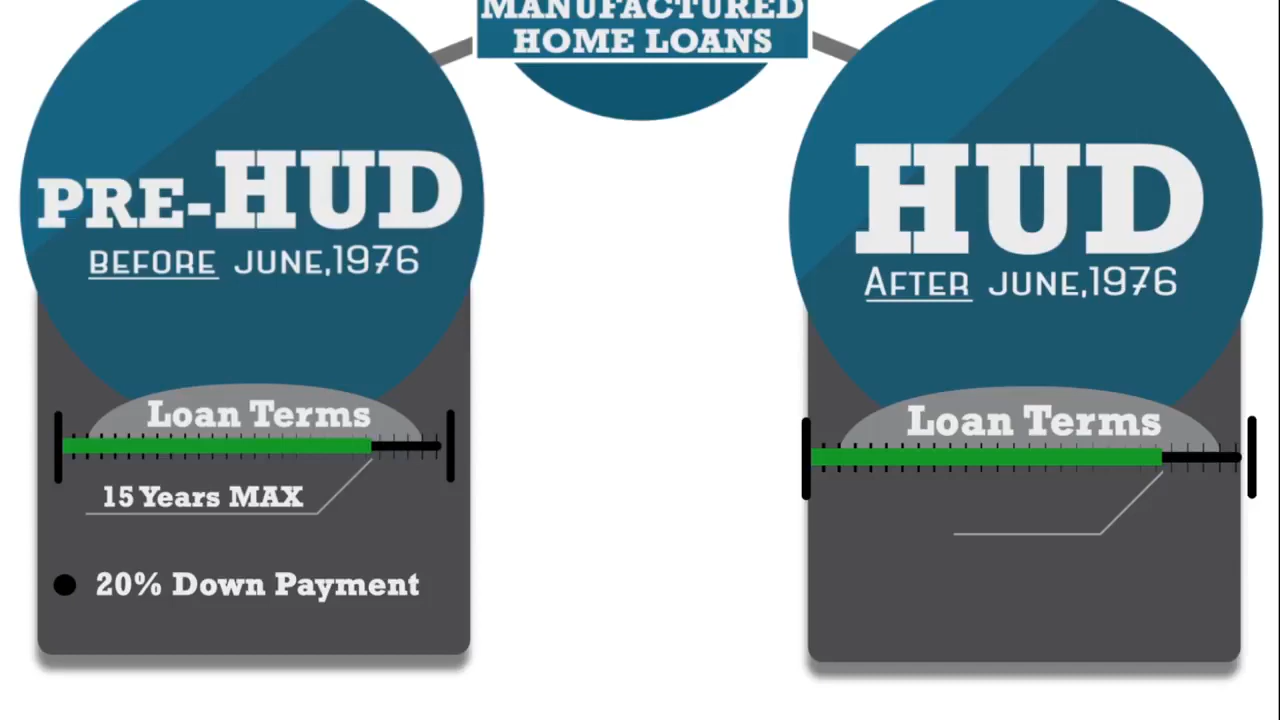 MANUFACTURED
HOME LOANS
PRE-HUD
BEFORE JUNE,1976
Loan Terms
15 Years MAX
20% Down Payment
HUD
AFTER JUNE,1976
Loan Terms